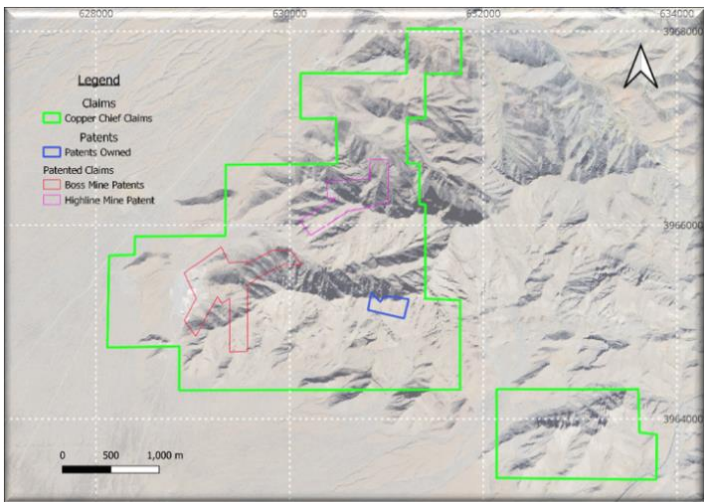 628000 630000 632000 634000
3968000
Legend
Claims
Copper Chief Claims
Patents
Patents Owned
Patented Claims
Boss Mine Patents
Highline Mine Patent
3966000
3964000
0 500 1,000 m